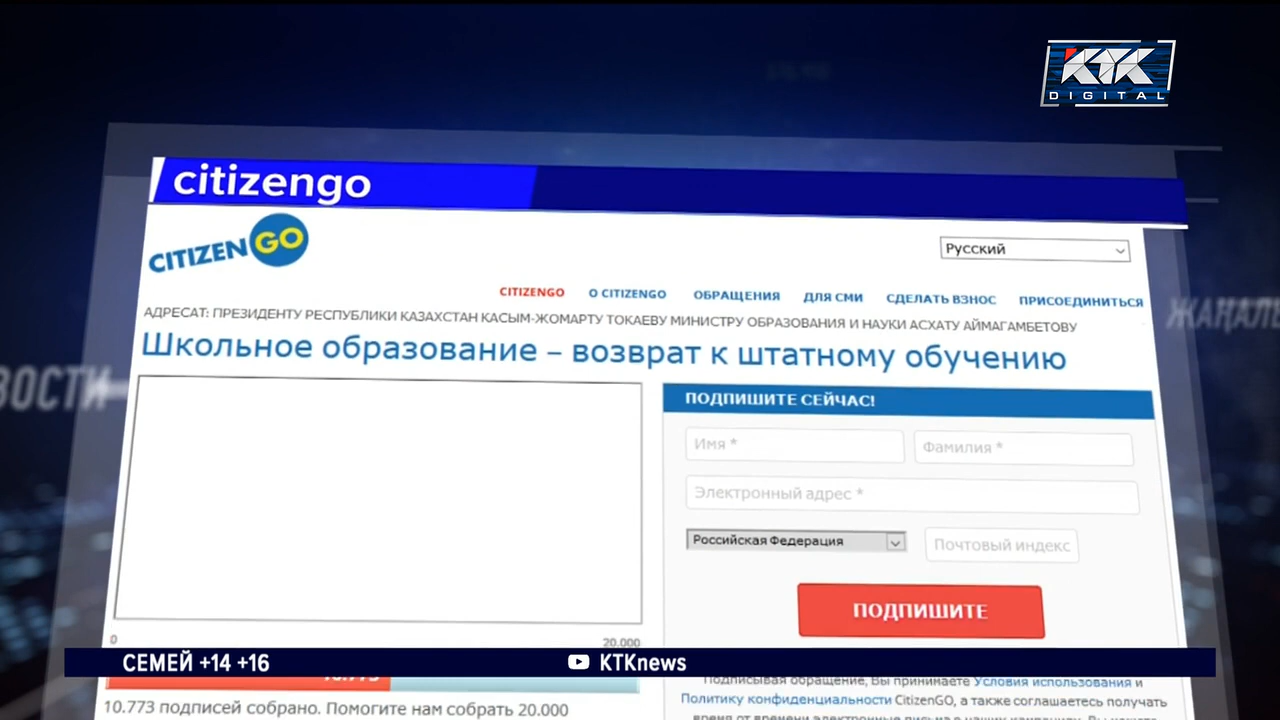 КТК
DIGITAL
citizengo
CITIZENGO
Русский
CITIZENGO О CITIZENGO ОБРАЩЕНИЯ ДЛЯ СМИ СДЕЛАТЬ ВЗНОС ПРИСОЕДИНИТЬСЯ
АДРЕСАТ: ПРЕЗИДЕНТУ РЕСПУБЛИКИ КАЗАХСТАН КАСЫМ-ЖОМАРТУ ТОКАЕВУ МИНИСТРУ ОБРАЗОВАНИЯ И НАУКИ АСХАТУ АЙМАГАМБЕТОВУ
Школьное образование – возврат к штатному обучению
ПОДПИШИТЕ СЕЙЧАС!
Имя * Фамилия *
Электронный адрес *
Российская Федерация Почтовый индекс
ПОДПИШИТЕ
0 20.000
СЕМЕЙ +14 +16 KTKnews
Подписывая обращение, Вы принимаете Условия использования и
Политику конфиденциальности CitizenGO, а также соглашаетесь получать
10.773 подписей собрано. Помогите нам собрать 20.000